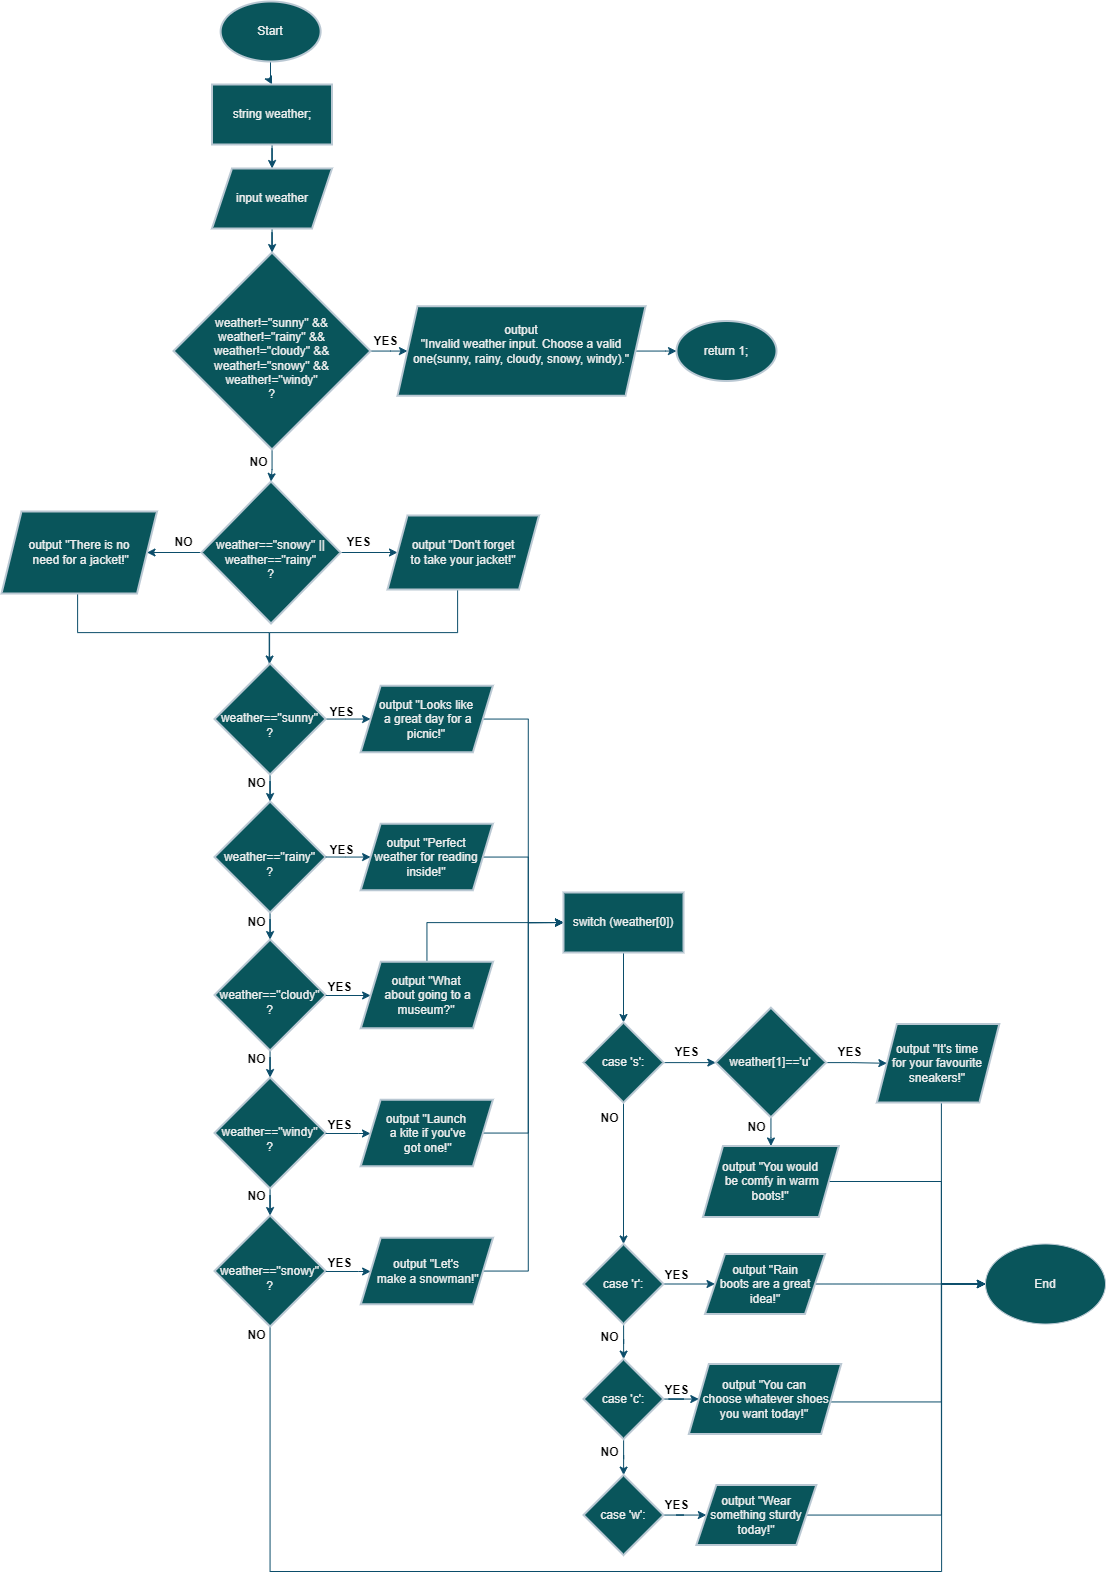 Start
string weather;
input weather
weather!="sunny" &&
weather!="rainy" &&
weather!="cloudy" &&
weather!="snowy" &&
weather!="windy"
?
YES
output
"Invalid weather input. Choose a valid
one(sunny, rainy, cloudy, snowy, windy)."
return 1;
NO
output "There is no
need for a jacket!"
NO
weather=="snowy" ||
weather=="rainy"
?
YES
output "Don't forget
to take your jacket!"
weather=="sunny"
?
YES
output "Looks like
a great day for a
picnic!"
NO
weather=="rainy"
?
YES
output "Perfect
weather for reading
inside!"
NO
weather=="cloudy"
?
YES
output "What
about going to a
museum?"
NO
weather=="windy"
?
YES
output "Launch
a kite if you've
got one!"
NO
weather=="snowy"
?
YES
output "Let's
make a snowman!"
NO
switch (weather[0])
case 's':
YES
weather[1]=='u'
YES
output "It's time
for your favourite
sneakers!"
NO
output "You would
be comfy in warm
boots!"
NO
case 'r':
YES
output "Rain
boots are a great
idea!"
End
NO
case 'c':
YES
output "You can
choose whatever shoes
you want today!"
NO
case 'w':
YES
output "Wear
something sturdy
today!"